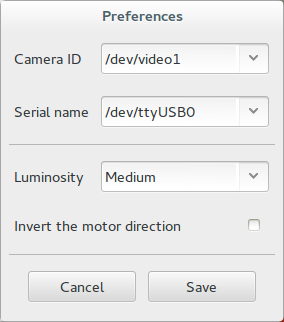 Preferences
Camera ID /dev/video1
Serial name /dev/ttyUSB0
Luminosity Medium
Invert the motor direction
Cancel Save